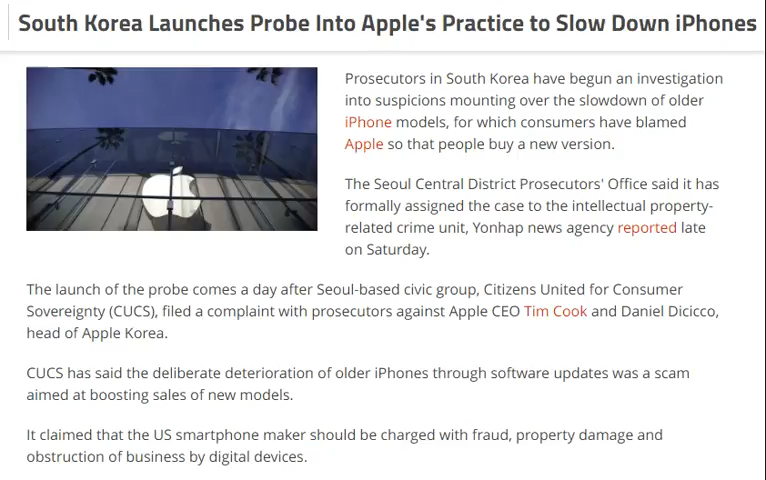 South Korea Launches Probe Into Apple's Practice to Slow Down iPhones
Prosecutors in South Korea have begun an investigation
into suspicions mounting over the slowdown of older
iPhone models, for which consumers have blamed
Apple so that people buy a new version.
The Seoul Central District Prosecutors' Office said it has
formally assigned the case to the intellectual property-
related crime unit, Yonhap news agency reported late
on Saturday.
The launch of the probe comes a day after Seoul-based civic group, Citizens United for Consumer
Sovereignty (CUCS), filed a complaint with prosecutors against Apple CEO Tim Cook and Daniel Dicicco,
head of Apple Korea.
CUCS has said the deliberate deterioration of older iPhones through software updates was a scam
aimed at boosting sales of new models.
It claimed that the US smartphone maker should be charged with fraud, property damage and
obstruction of business by digital devices.